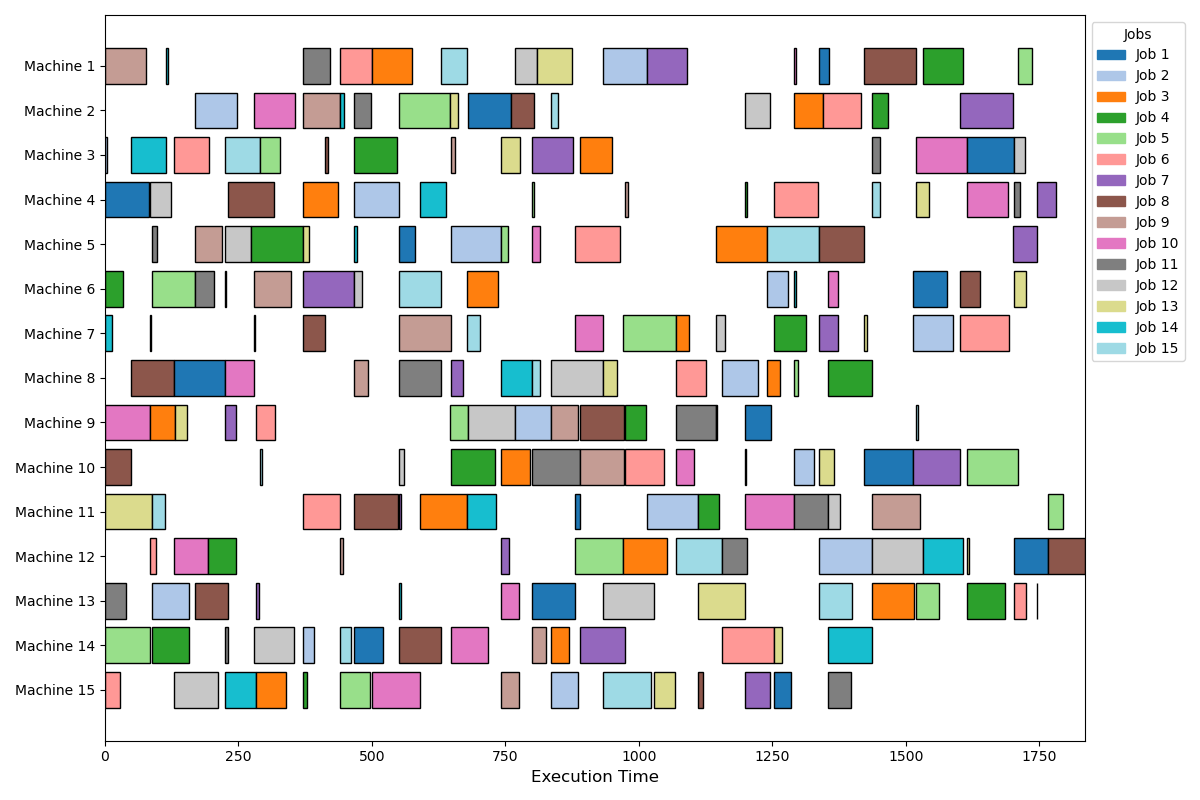 Machine 1
Machine 2
Machine 3
Machine 4
Machine 5
Machine 6
Machine 7
Machine 8
Machine 9
Machine 10
Machine 11
Machine 12
Machine 13
Machine 14
Machine 15
0 250 500 750 1000 1250 1500 1750
Execution Time
Jobs
Job 1
Job 2
Job 3
Job 4
Job 5
Job 6
Job 7
Job 8
Job 9
Job 10
Job 11
Job 12
Job 13
Job 14
Job 15